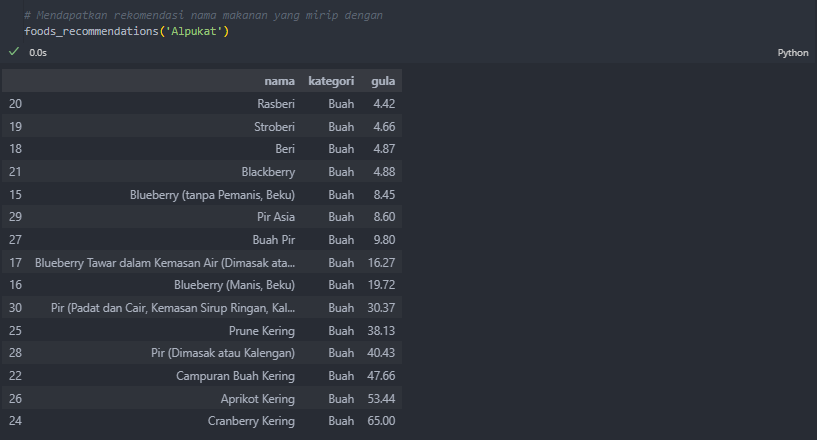 # Mendapatkan rekomendasi nama makanan yang mirip dengan
foods_recommendations('Alpukat')
✓ 0.0s Python
nama kategori gula
20 Rasberi Buah 4.42
19 Stroberi Buah 4.66
18 Beri Buah 4.87
21 Blackberry Buah 4.88
15 Blueberry (tanpa Pemanis, Beku) Buah 8.45
29 Pir Asia Buah 8.60
27 Buah Pir Buah 9.80
17 Blueberry Tawar dalam Kemasan Air (Dimasak ata... Buah 16.27
16 Blueberry (Manis, Beku) Buah 19.72
30 Pir (Padat dan Cair, Kemasan Sirup Ringan, Kal... Buah 30.37
25 Prune Kering Buah 38.13
28 Pir (Dimasak atau Kalengan) Buah 40.43
22 Campuran Buah Kering Buah 47.66
26 Aprikot Kering Buah 53.44
24 Cranberry Kering Buah 65.00